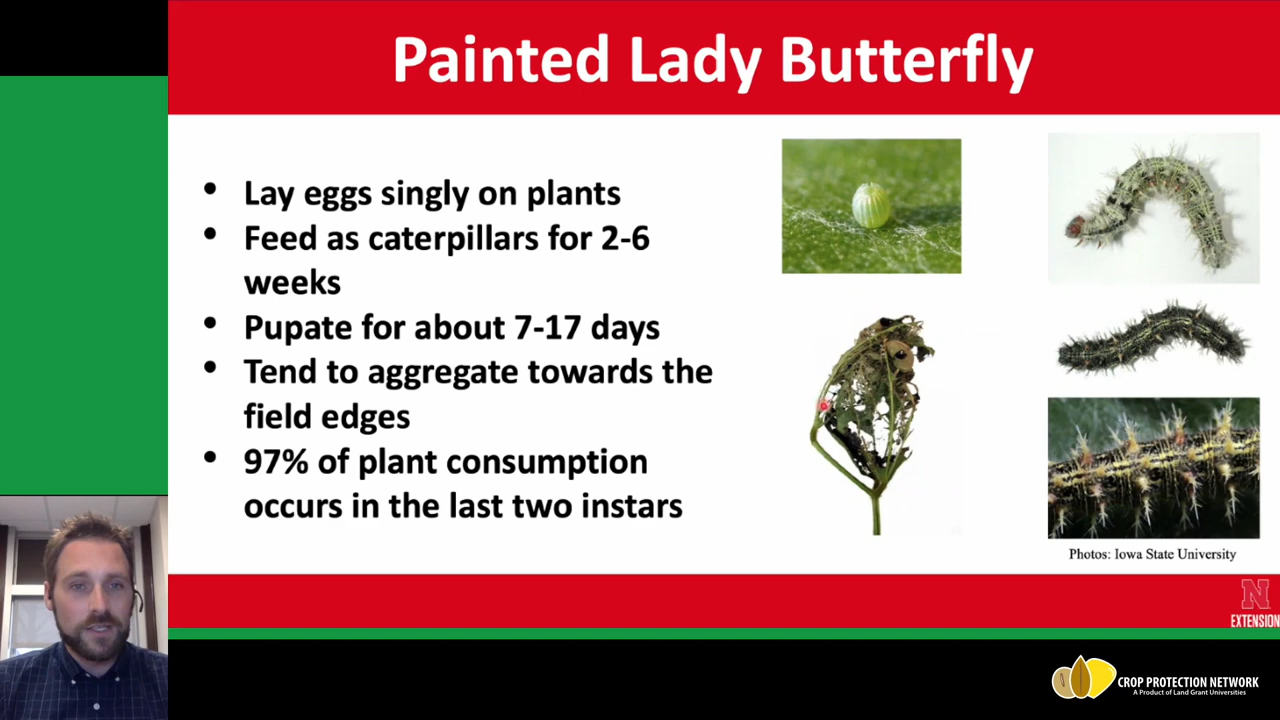 Painted Lady Butterfly
• Lay eggs singly on plants
• Feed as caterpillars for 2-6
weeks
• Pupate for about 7-17 days
• Tend to aggregate towards the
field edges
• 97% of plant consumption
occurs in the last two instars
Photos: Iowa State University
N
EXTENSION
CROP PROTECTION NETWORK
A Product of Land Grant Universities